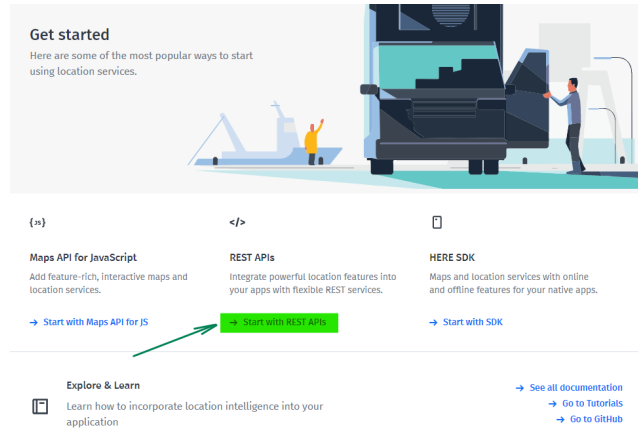 Get started
Here are some of the most popular ways to start
using location services.
{JS}
</>
Maps API for JavaScript
REST APIs
HERE SDK
Add feature-rich, interactive maps and
location services.
Integrate powerful location features into
your apps with flexible REST services.
Maps and location services with online
and offline features for your native apps.
→ Start with Maps API for JS
→ Start with REST APIs
→ Start with SDK
Explore & Learn
Learn how to incorporate location intelligence into your
application
→ See all documentation
→ Go to Tutorials
→ Go to GitHub